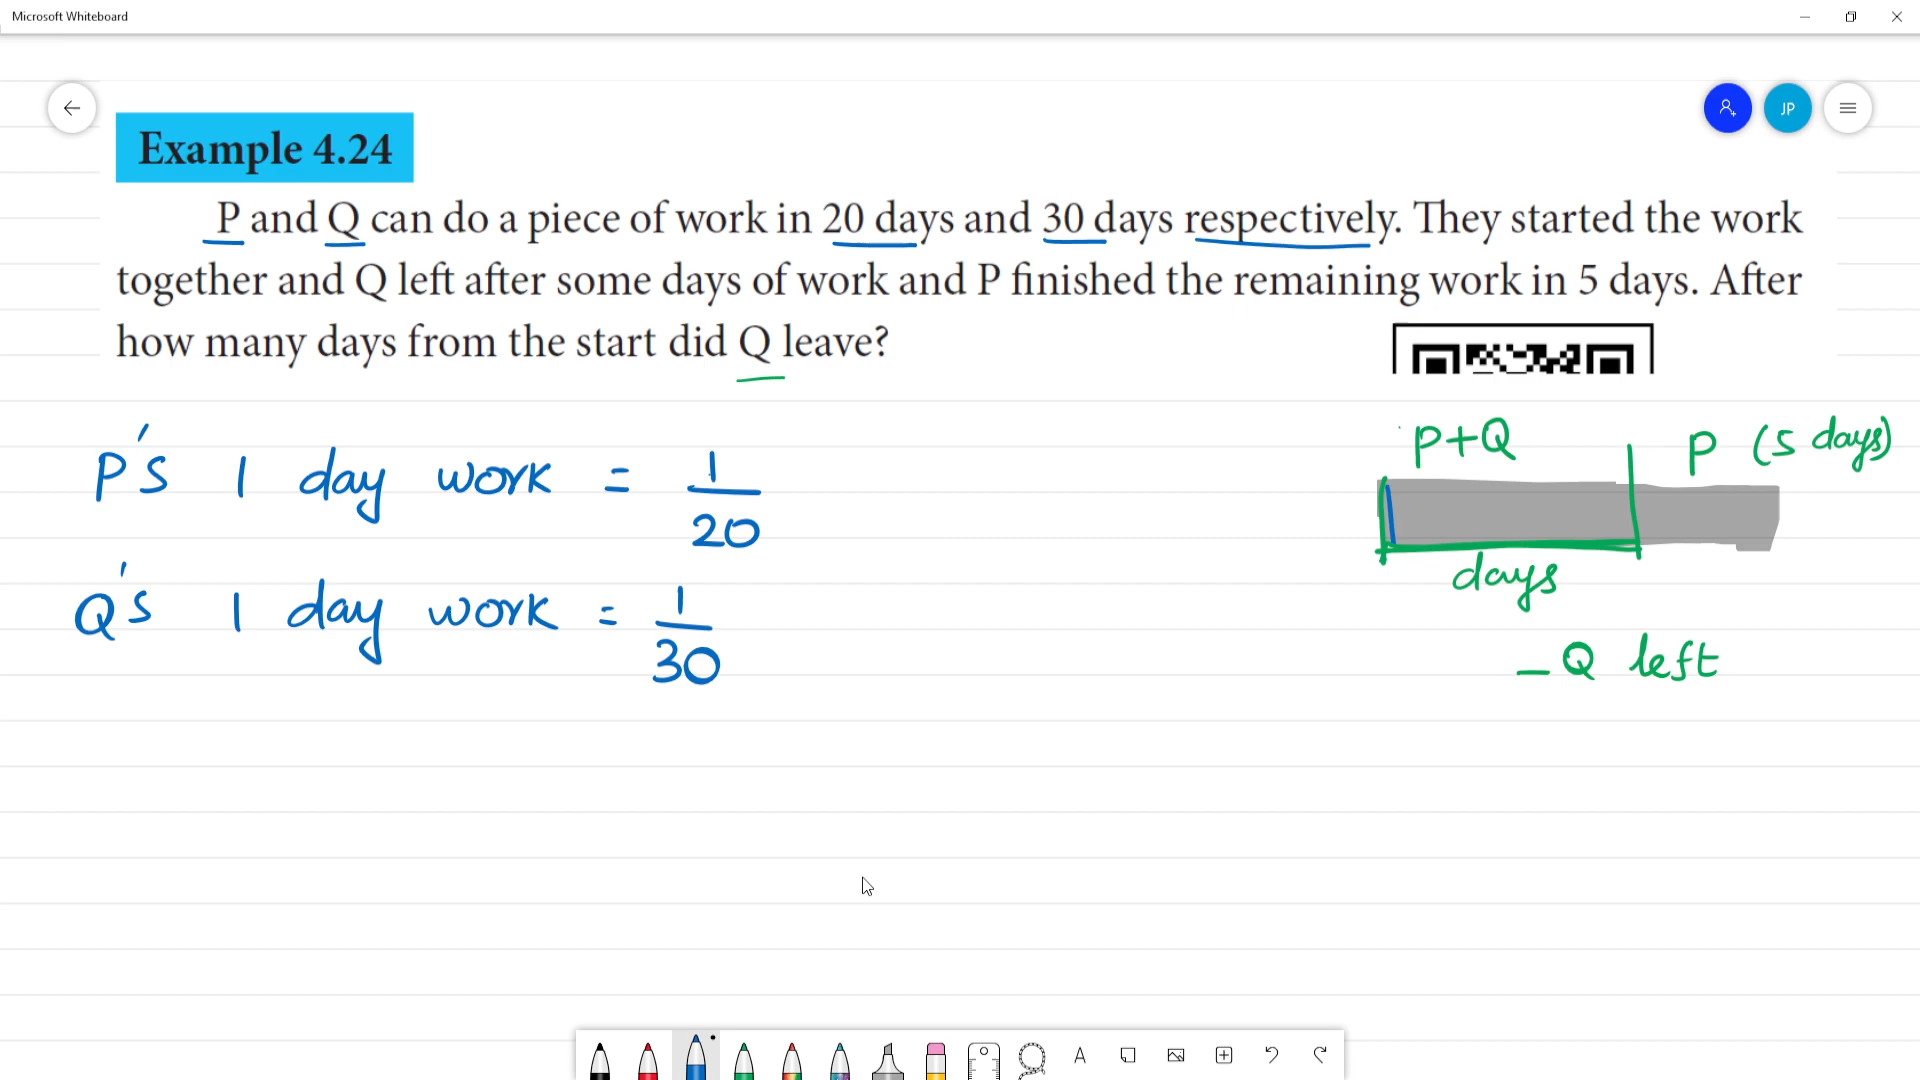 Microsoft Whiteboard
JP
Example 4.24
P and Q can do a piece of work in 20 days and 30 days respectively. They started the work
together and Q left after some days of work and P finished the remaining work in 5 days. After
how many days from the start did Q leave?
P's 1 day work = 1/20
Q's 1 day work = 1/30
P+Q P (5 days)
days
_ Q left
A